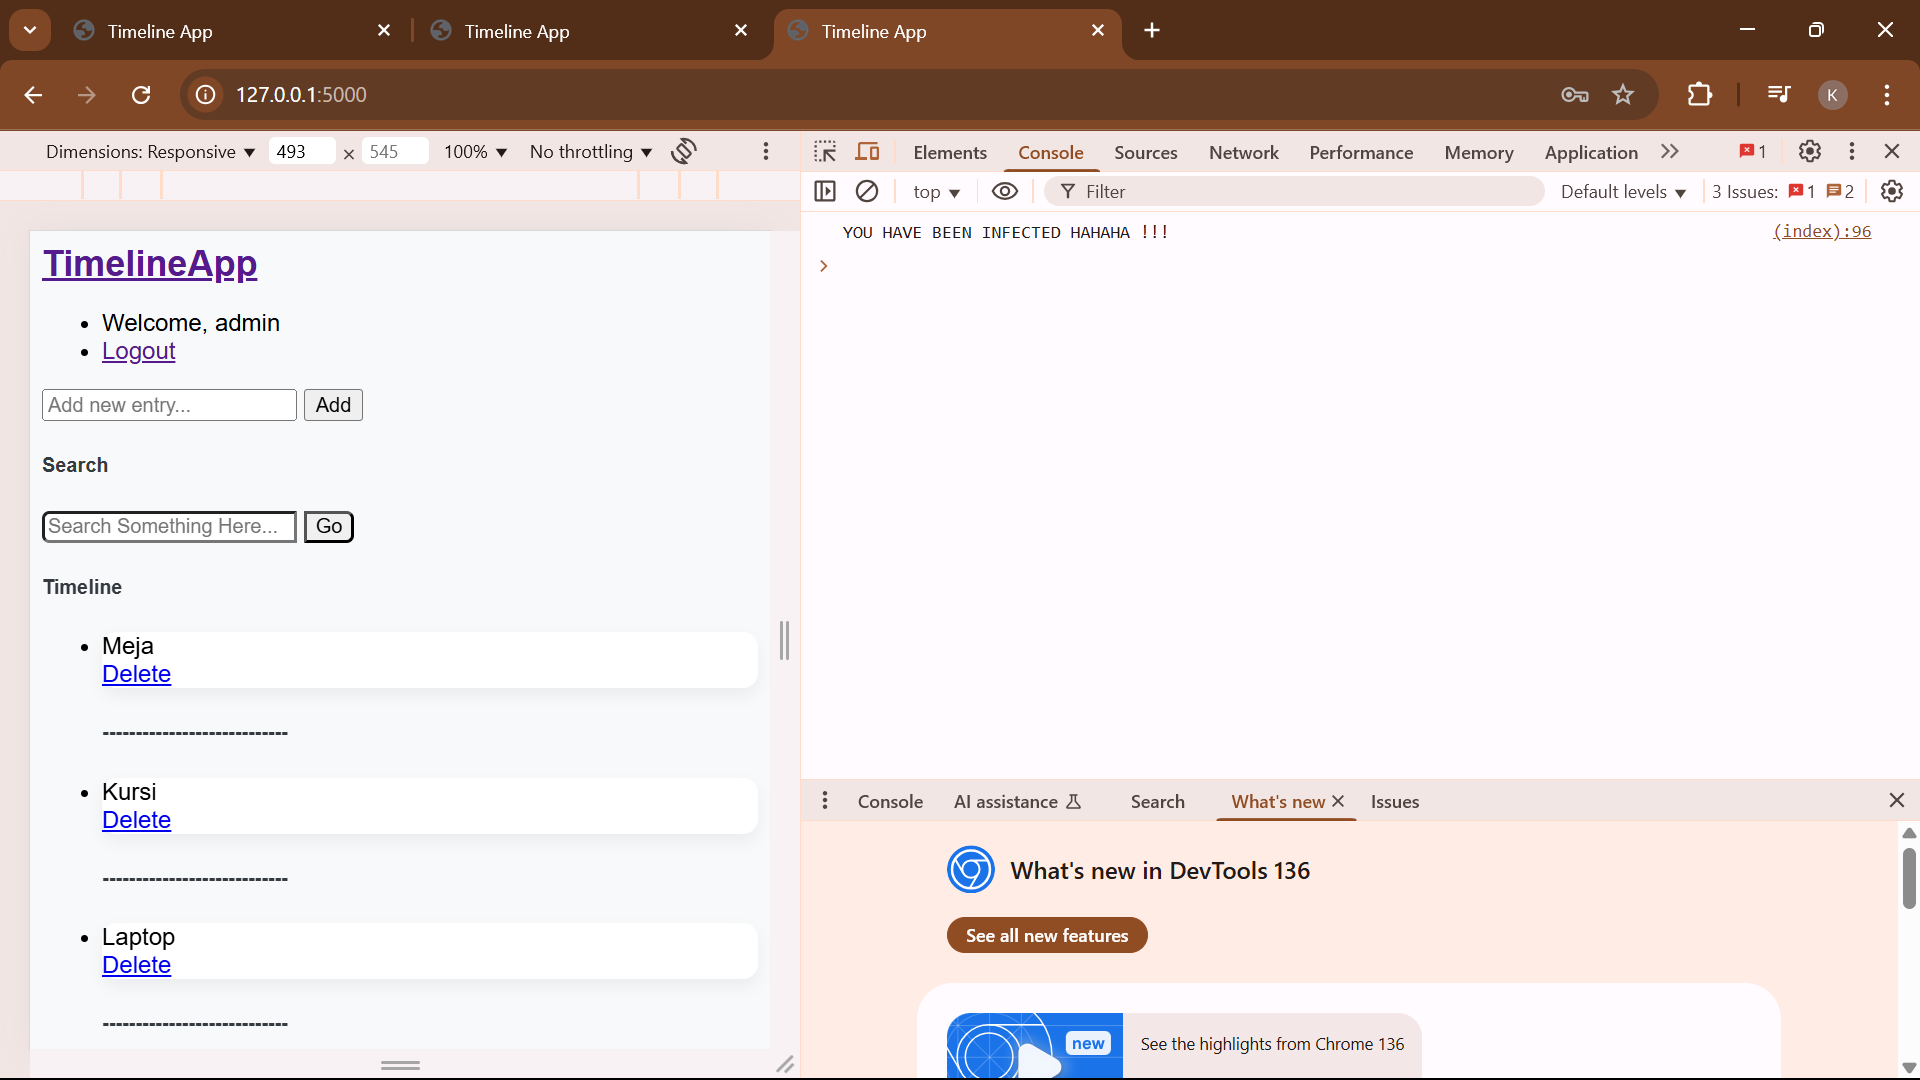 Timeline App
Timeline App
Timeline App
127.0.0.1:5000
K
Dimensions: Responsive 493 × 545 100% No throttling
Elements Console Sources Network Performance Memory Application 1
top Filter Default levels 3 Issues: 1 2
YOU HAVE BEEN INFECTED HAHAHA !!! (index):96
TimelineApp
Welcome, admin
Logout
Add new entry... Add
Search
Search Something Here... Go
Timeline
Meja
Delete
----------------------------
Kursi
Delete
----------------------------
Laptop
Delete
----------------------------
Console AI assistance Search What's new Issues
What's new in DevTools 136
See all new features
new
See the highlights from Chrome 136